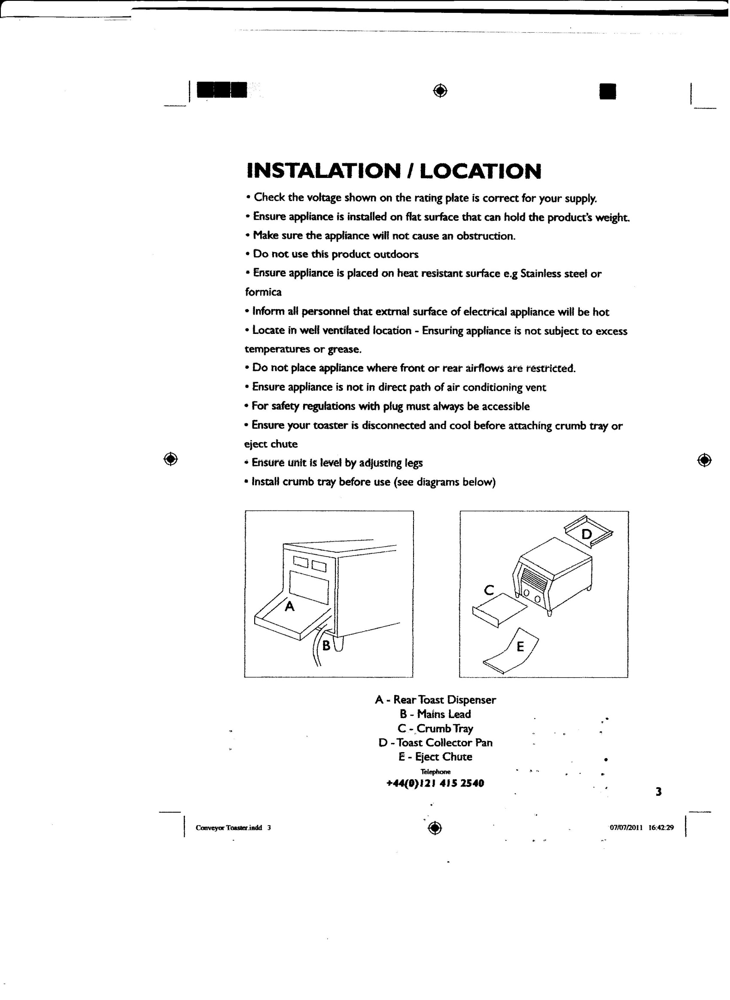 INSTALATION / LOCATION
• Check the voltage shown on the rating plate is correct for your supply.
• Ensure appliance is installed on flat surface that can hold the product's weight.
• Make sure the appliance will not cause an obstruction.
• Do not use this product outdoors
• Ensure appliance is placed on heat resistant surface e.g Stainless steel or
formica
• Inform all personnel that extrnal surface of electrical appliance will be hot
• Locate in well ventilated location - Ensuring appliance is not subject to excess
temperatures or grease.
• Do not place appliance where front or rear airflows are restricted.
• Ensure appliance is not in direct path of air conditioning vent
• For safety regulations with plug must always be accessible
• Ensure your toaster is disconnected and cool before attaching crumb tray or
eject chute
• Ensure unit is level by adjusting legs
• Install crumb tray before use (see diagrams below)
A
B
D
C
E
A - Rear Toast Dispenser
B - Mains Lead
C - Crumb Tray
D - Toast Collector Pan
E - Eject Chute
Telephone
+44(0)121 415 2540
3
Conveyor Toaster.indd 3
07/07/2011 16:42:29